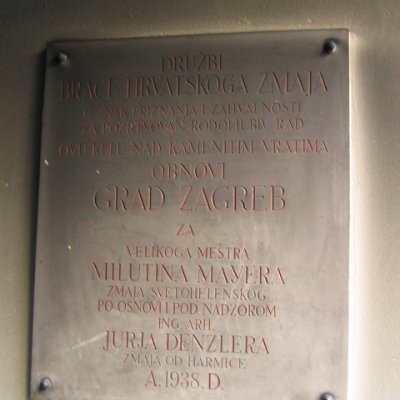 DRUŽBI
BRAĆE HRVATSKOGA ZMAJA
U ZNAK PRIZNANJA I ZAHVALNOSTI
ZA POŽRTVOVAN RODOLJUBIV RAD
OVU KULU NAD KAMENITIM VRATIMA
OBNOVI
GRAD ZAGREB
ZA
VELIKOGA MEŠTRA
MILUTINA MAYERA
ZMAJA SVETOHELENSKOG
PO OSNOVI I POD NADZOROM
ING. ARH.
JURJA DENZLERA
ZMAJA OD HARMICE
A. 1938. D.